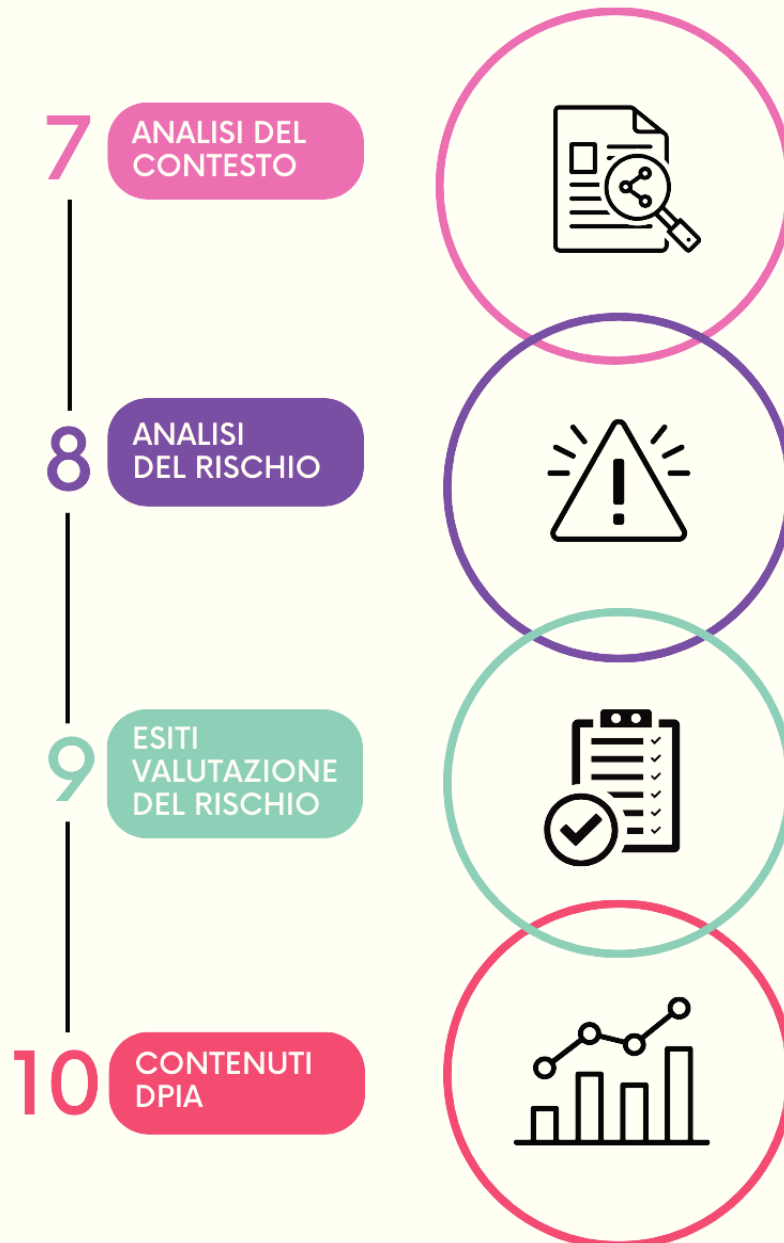 7
ANALISI DEL
CONTESTO
8
ANALISI
DEL RISCHIO
9
ESITI
VALUTAZIONE
DEL RISCHIO
10
CONTENUTI
DPIA